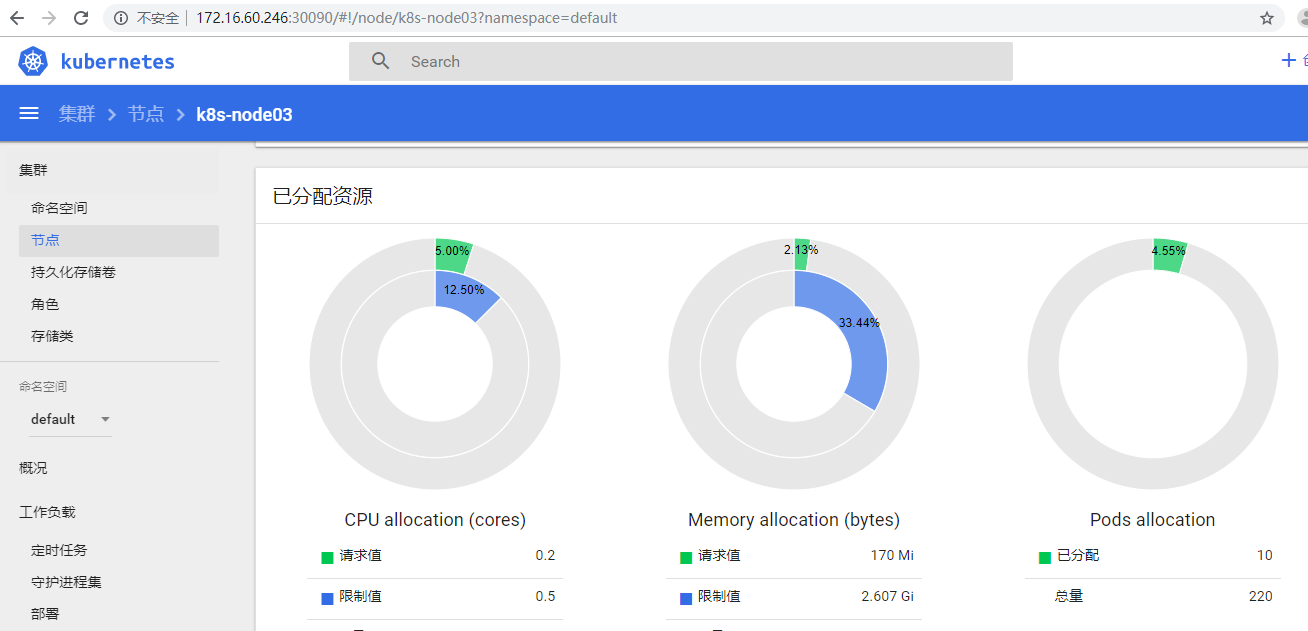 不安全 | 172.16.60.246:30090/#!/node/k8s-node03?namespace=default
kubernetes
Search
集群 > 节点 > k8s-node03
集群
命名空间
节点
持久化存储卷
角色
存储类
命名空间
default
概况
工作负载
定时任务
守护进程集
部署
已分配资源
5.00%
12.50%
CPU allocation (cores)
请求值 0.2
限制值 0.5
2.13%
33.44%
Memory allocation (bytes)
请求值 170 Mi
限制值 2.607 Gi
4.55%
Pods allocation
已分配 10
总量 220